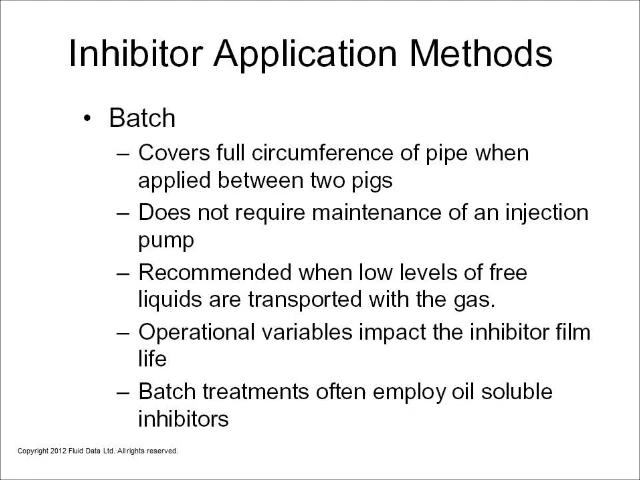 Inhibitor Application Methods
• Batch
– Covers full circumference of pipe when
applied between two pigs
– Does not require maintenance of an injection
pump
– Recommended when low levels of free
liquids are transported with the gas.
– Operational variables impact the inhibitor film
life
– Batch treatments often employ oil soluble
inhibitors
Copyright 2012 Fluid Data Ltd. All rights reserved.